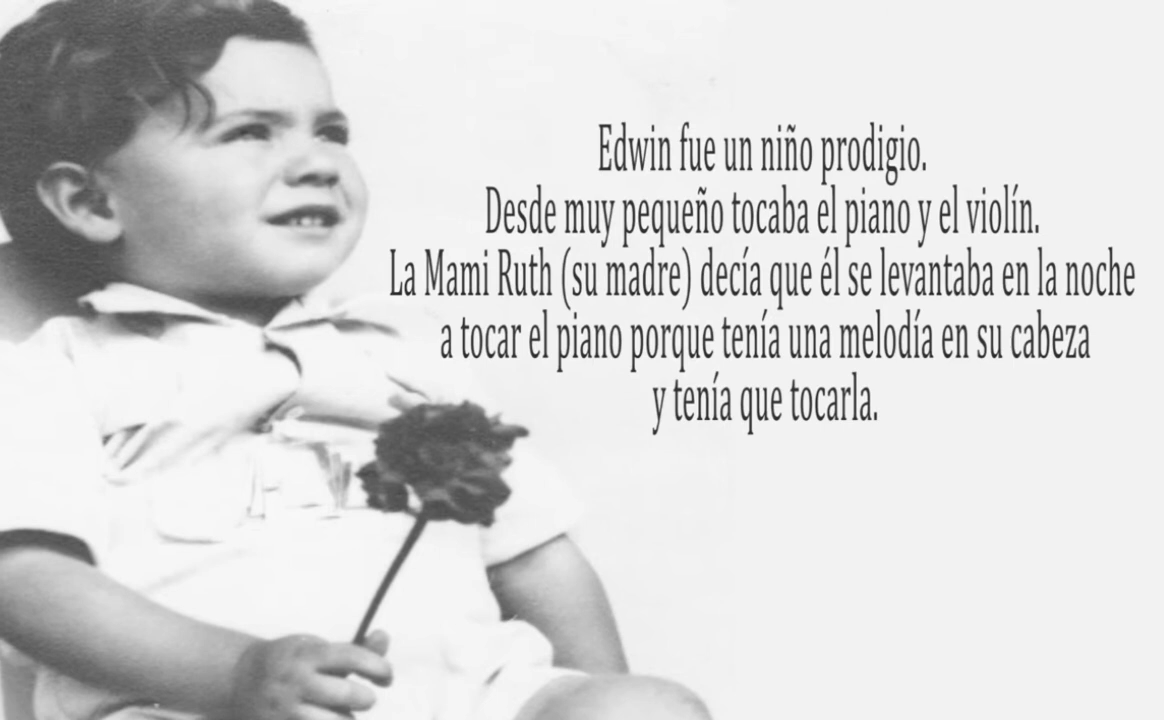 Edwin fue un niño prodigio.
Desde muy pequeño tocaba el piano y el violín.
La Mami Ruth (su madre) decía que él se levantaba en la noche
a tocar el piano porque tenía una melodía en su cabeza
y tenía que tocarla.